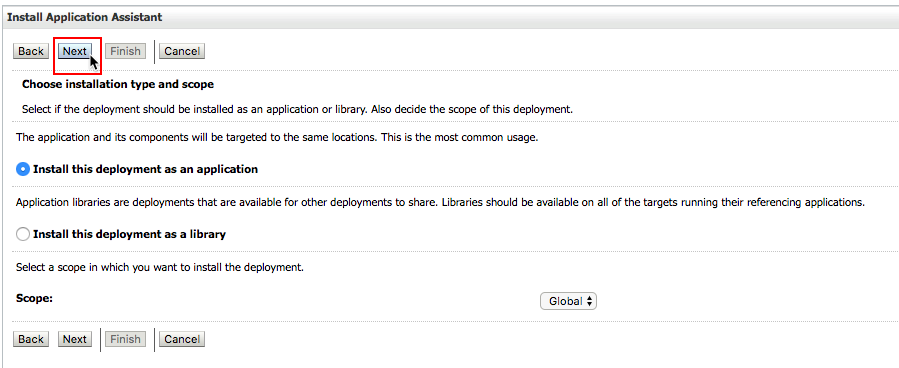 Install Application Assistant
Back Next Finish Cancel
Choose installation type and scope
Select if the deployment should be installed as an application or library. Also decide the scope of this deployment.
The application and its components will be targeted to the same locations. This is the most common usage.
Install this deployment as an application
Application libraries are deployments that are available for other deployments to share. Libraries should be available on all of the targets running their referencing applications.
Install this deployment as a library
Select a scope in which you want to install the deployment.
Scope: Global
Back Next Finish Cancel